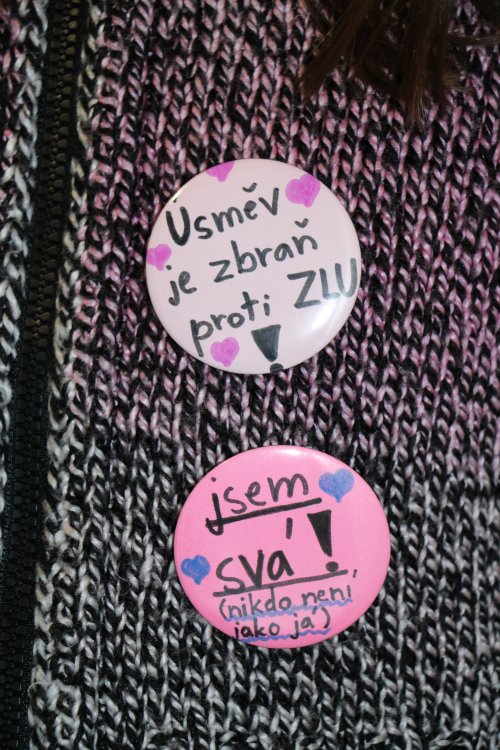 Usměv
je zbraň
proti ZLU
!
jsem
svá!
(nikdo není
jako já)